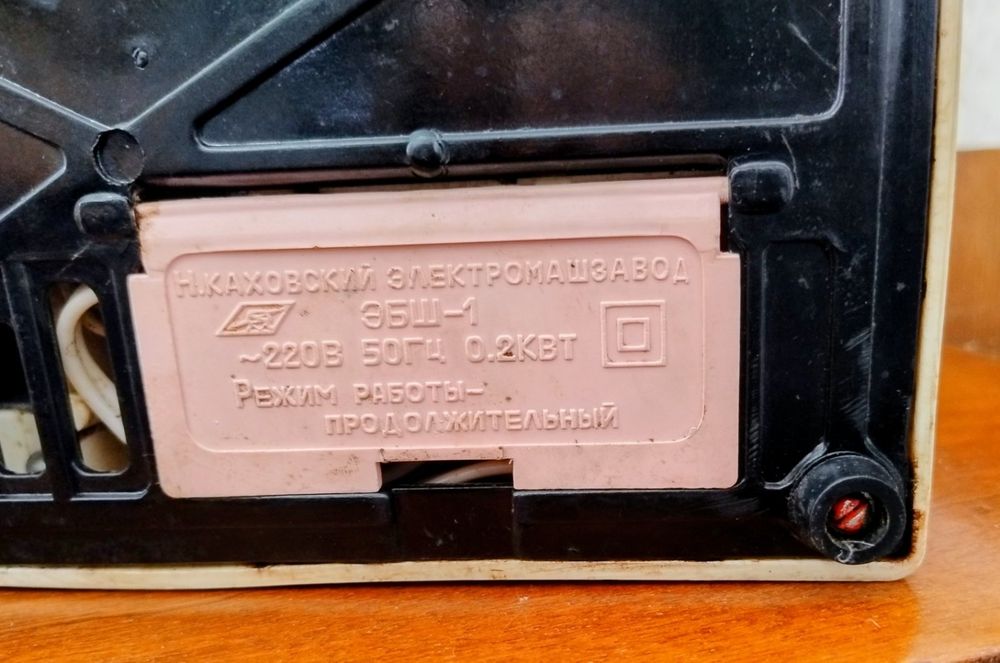 Н.КАХОВСКИЙ ЭЛЕКТРОМАШЗАВОД
ЭБШ-1
~220В 50ГЦ 0.2КВТ
РЕЖИМ РАБОТЫ-
ПРОДОЛЖИТЕЛЬНЫЙ